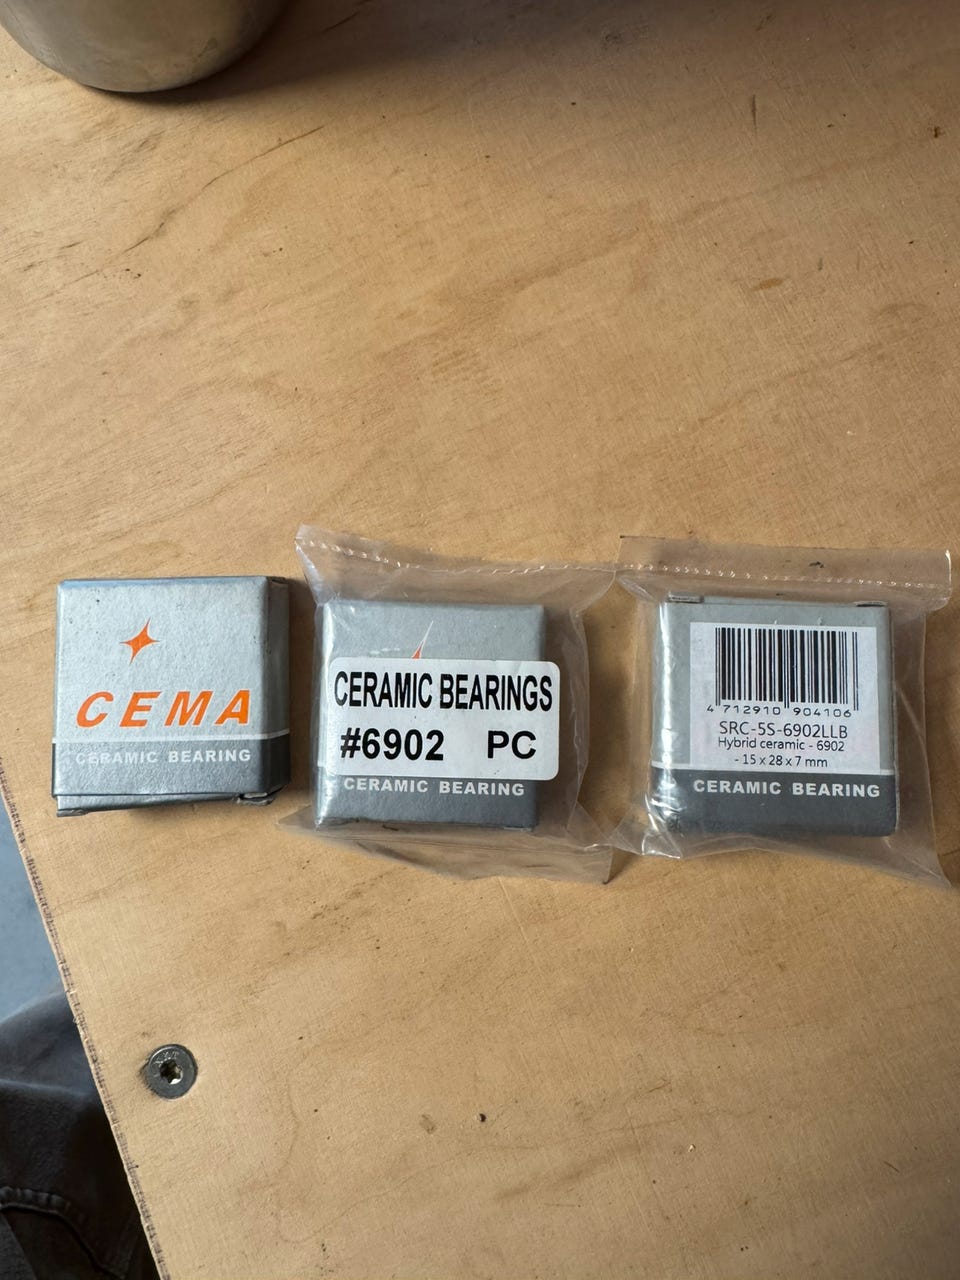 CEMA
CERAMIC BEARING
CERAMIC BEARINGS
#6902 PC
CERAMIC BEARING
4 712910 904106
SRC-5S-6902LLB
Hybrid ceramic - 6902
- 15 x 28 x 7 mm
CERAMIC BEARING